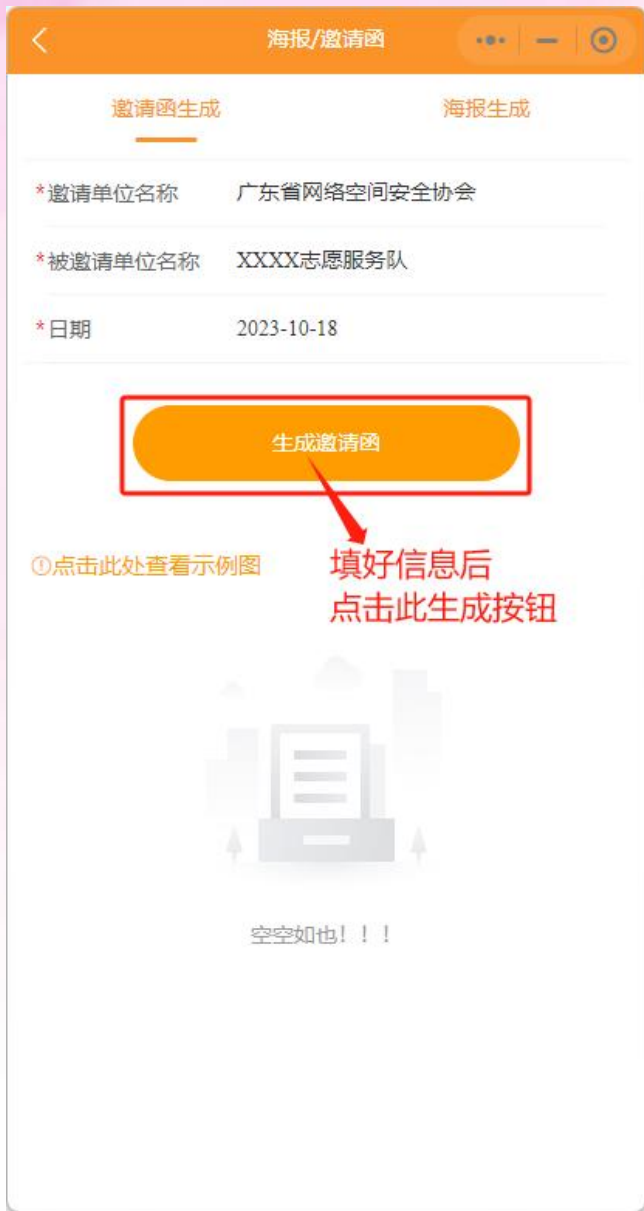 海报/邀请函
邀请函生成
海报生成
*邀请单位名称 广东省网络空间安全协会
*被邀请单位名称 XXXX志愿服务队
*日期 2023-10-18
生成邀请函
①点击此处查看示例图
填好信息后
点击此生成按钮
空空如也！！！